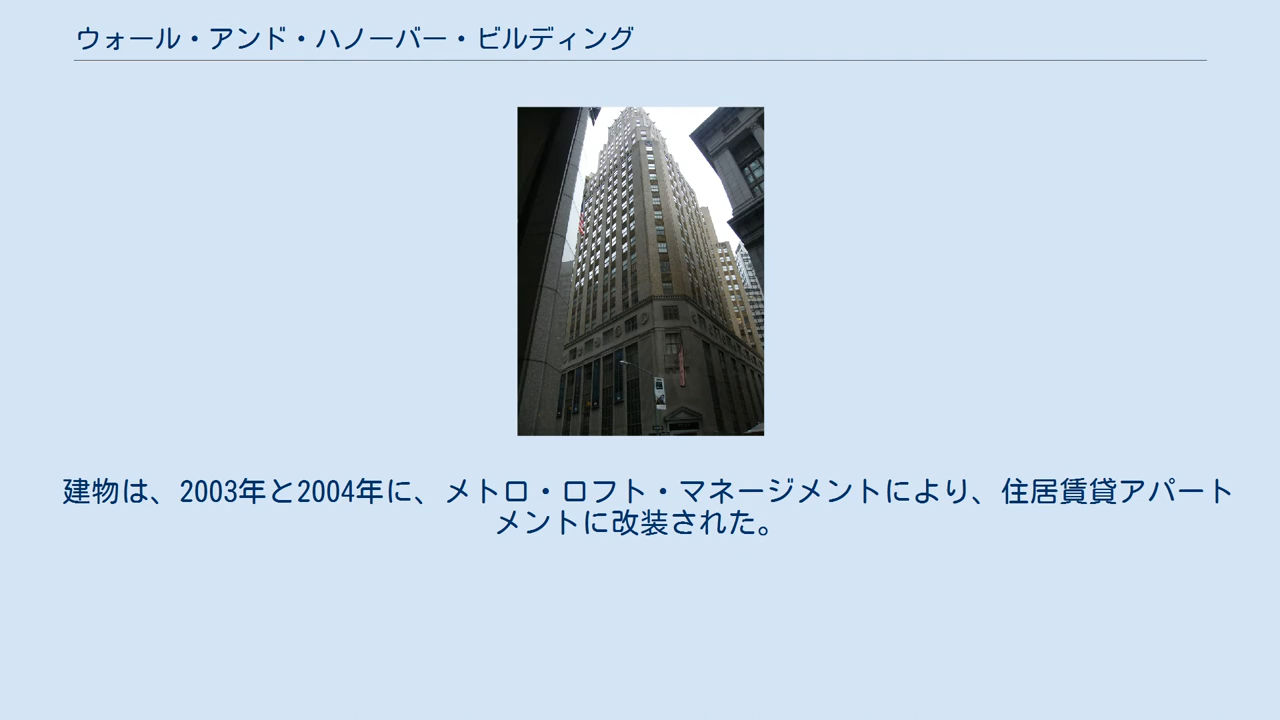 ウォール・アンド・ハノーバー・ビルディング
建物は、2003年と2004年に、メトロ・ロフト・マネージメントにより、住居賃貸アパート
メントに改装された。